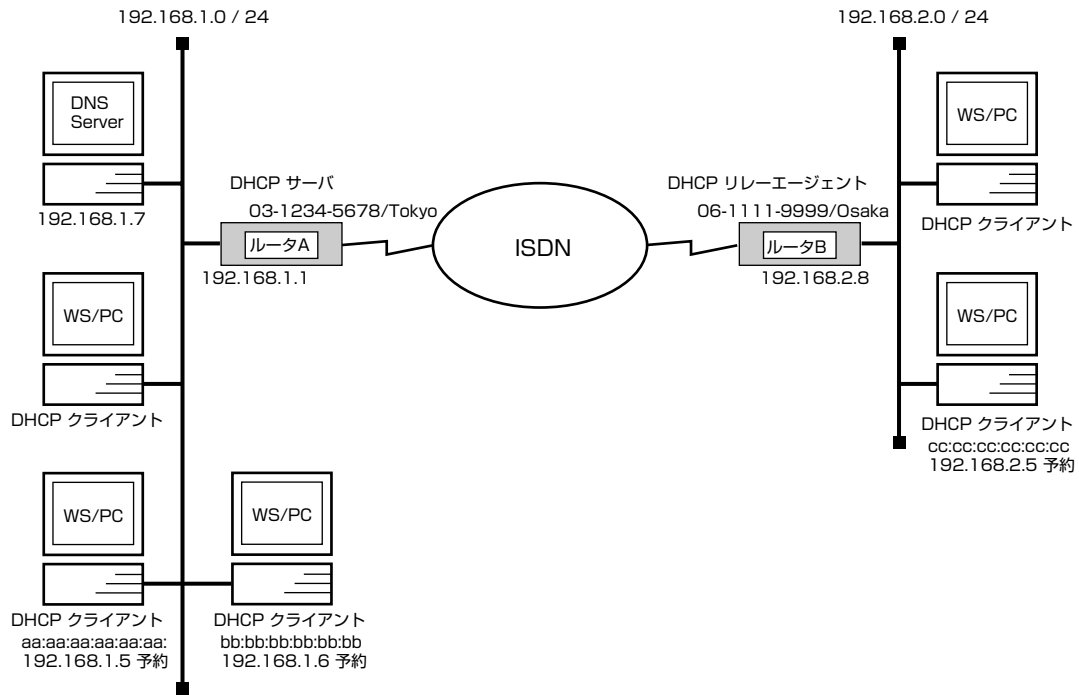 192.168.1.0 / 24
192.168.2.0 / 24
DNS
Server
192.168.1.7
DHCP サーバ
03-1234-5678/Tokyo
ルータA
192.168.1.1
ISDN
DHCP リレーエージェント
06-1111-9999/Osaka
ルータB
192.168.2.8
WS/PC
DHCP クライアント
WS/PC
DHCP クライアント
WS/PC
DHCP クライアント
cc:cc:cc:cc:cc:cc
192.168.2.5 予約
WS/PC
DHCP クライアント
aa:aa:aa:aa:aa:aa:
192.168.1.5 予約
WS/PC
DHCP クライアント
bb:bb:bb:bb:bb:bb
192.168.1.6 予約